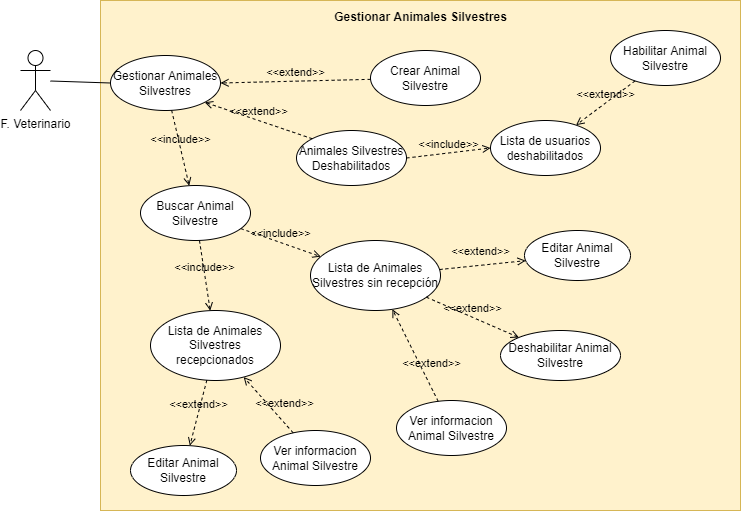 Gestionar Animales Silvestres
F. Veterinario
Gestionar Animales
Silvestres
<<extend>>
Crear Animal
Silvestre
Habilitar Animal
Silvestre
<<extend>>
<<extend>>
<<include>>
Animales Silvestres
Deshabilitados
<<include>>
Lista de usuarios
deshabilitados
Buscar Animal
Silvestre
<<include>>
<<include>>
Lista de Animales
Silvestres sin recepción
<<extend>>
Editar Animal
Silvestre
<<extend>>
Deshabilitar Animal
Silvestre
Lista de Animales
Silvestres
recepcionados
<<extend>>
<<extend>>
<<extend>>
Ver informacion
Animal Silvestre
Editar Animal
Silvestre
Ver informacion
Animal Silvestre